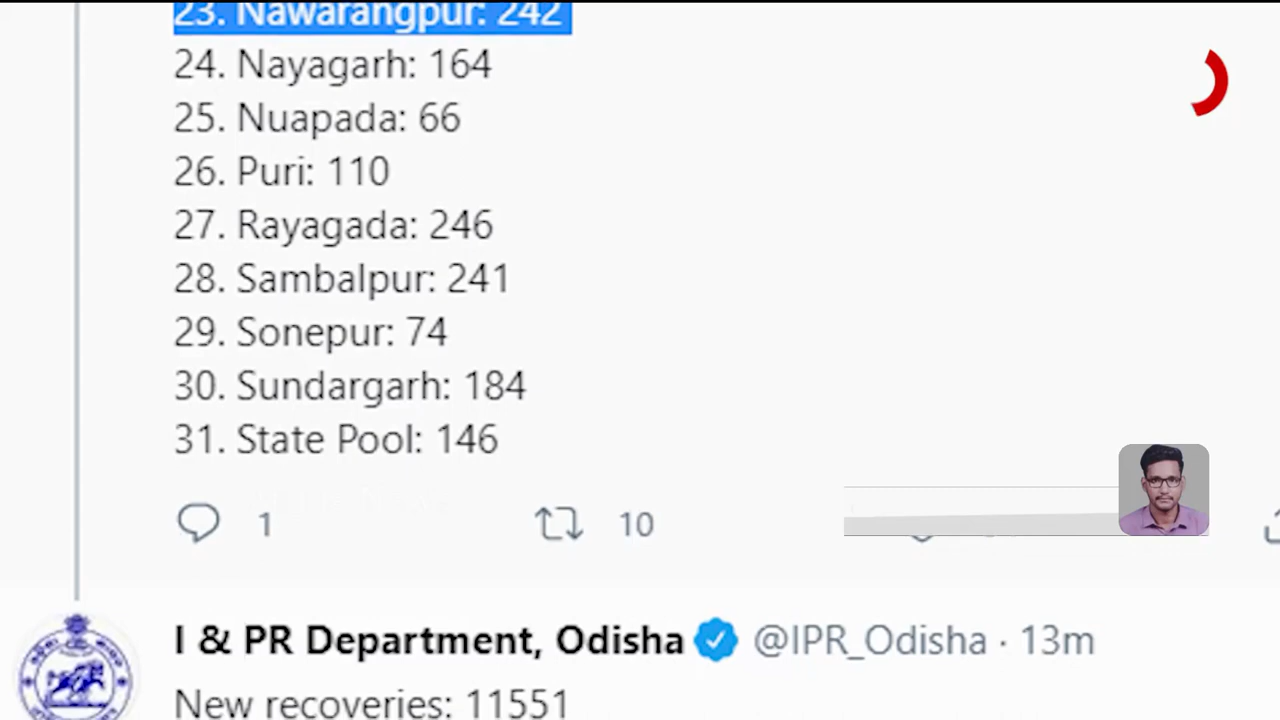 23. Nawarangpur: 242
24. Nayagarh: 164
25. Nuapada: 66
26. Puri: 110
27. Rayagada: 246
28. Sambalpur: 241
29. Sonepur: 74
30. Sundargarh: 184
31. State Pool: 146
1 10
I & PR Department, Odisha @IPR_Odisha · 13m
New recoveries: 11551